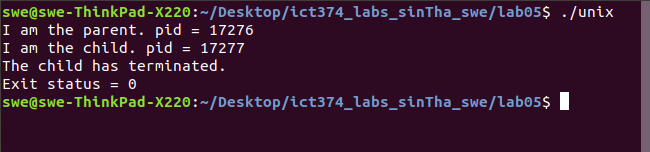 swe@swe-ThinkPad-X220:~/Desktop/ict374_labs_sinTha_swe/lab05$ ./unix
I am the parent. pid = 17276
I am the child. pid = 17277
The child has terminated.
Exit status = 0
swe@swe-ThinkPad-X220:~/Desktop/ict374_labs_sinTha_swe/lab05$